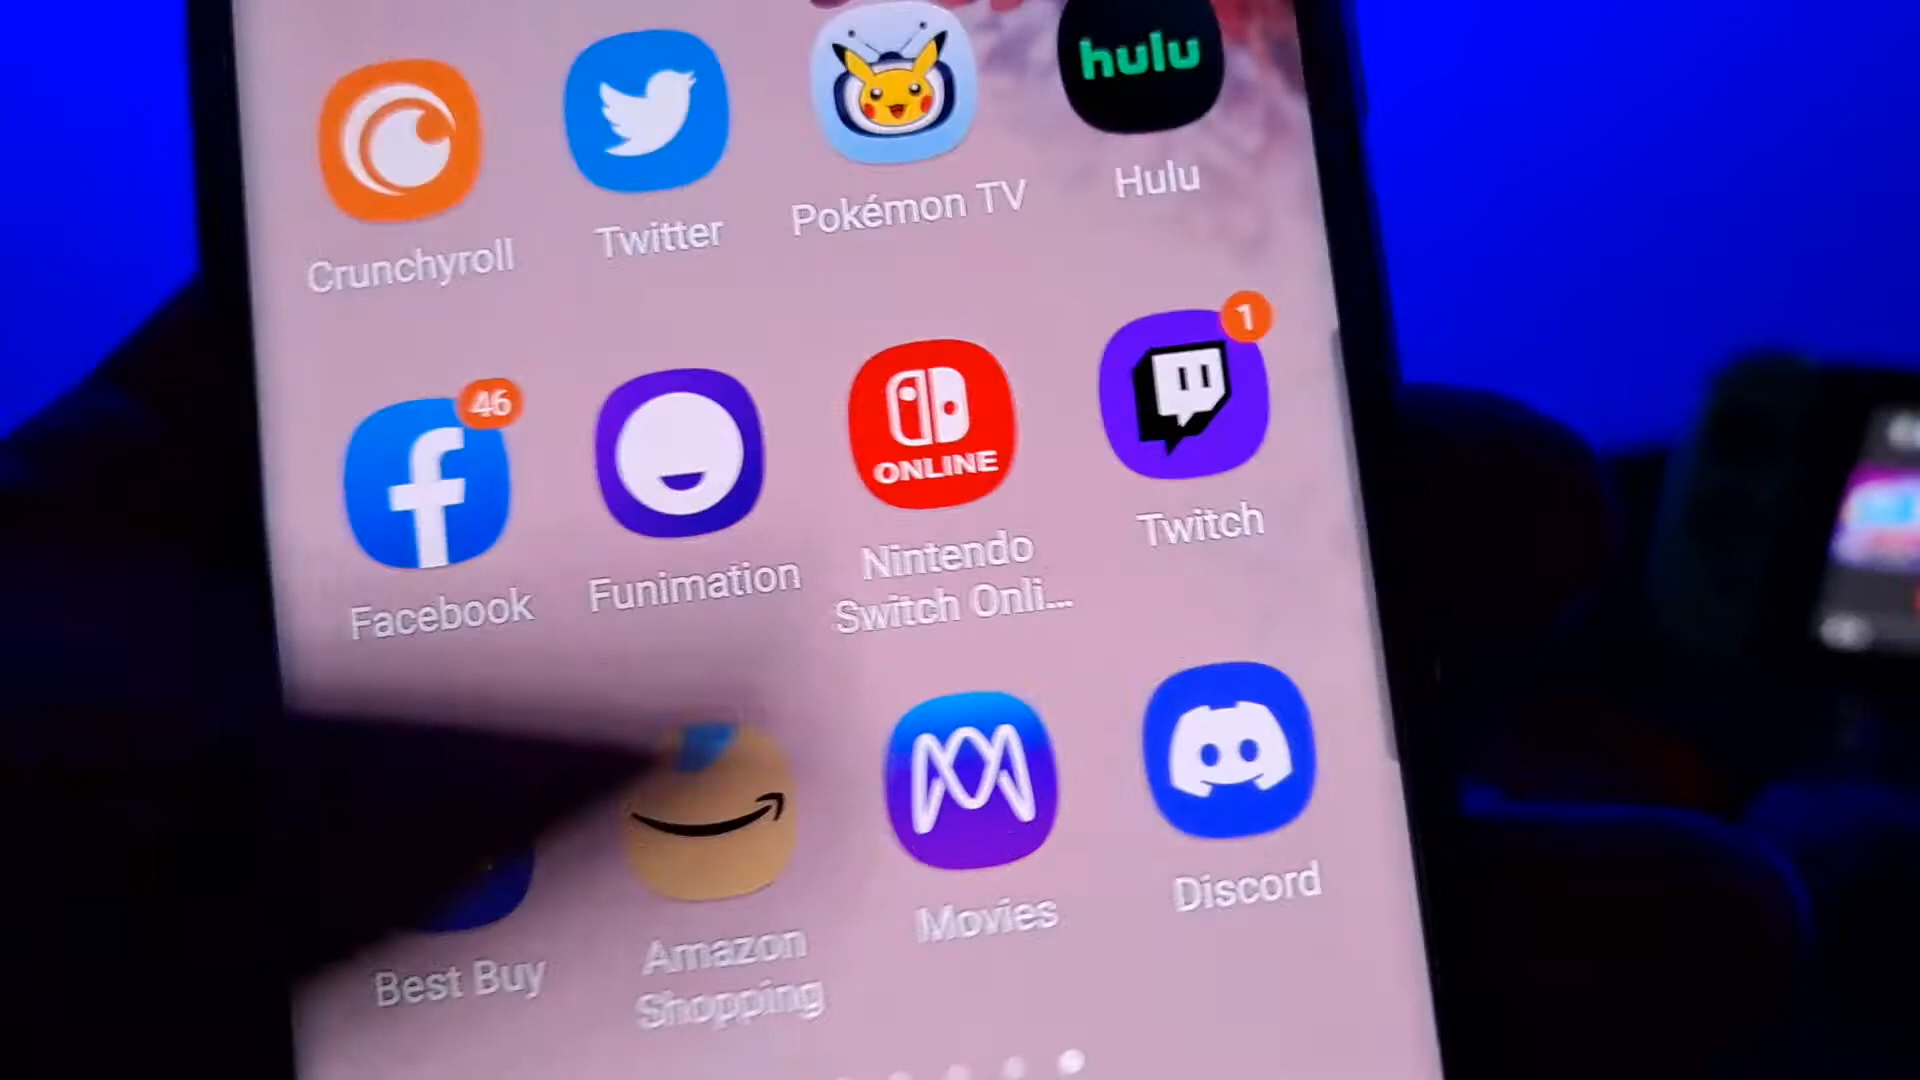 hulu
Crunchyroll
Twitter
Pokémon TV
Hulu
46
ONLINE
1
Facebook
Funimation
Nintendo
Switch Onli...
Twitch
Best Buy
Amazon
Shopping
Movies
Discord